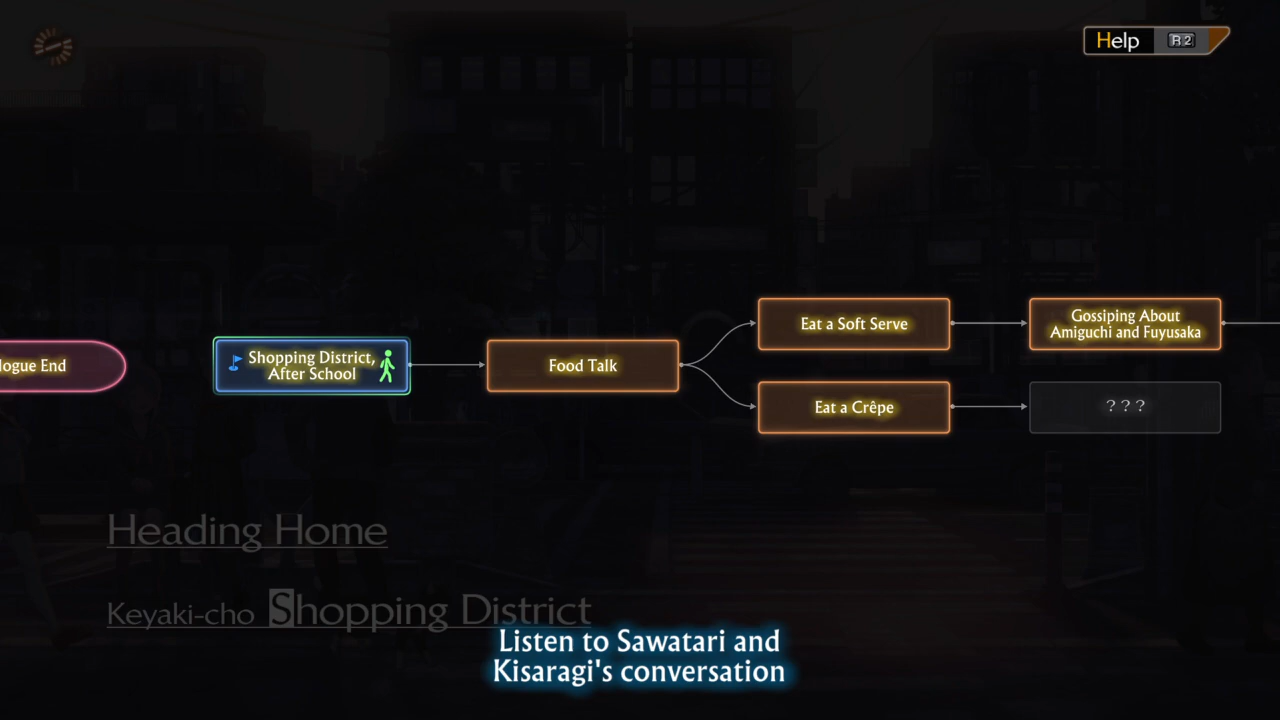 Help R2
Gossiping About
Amiguchi and Fuyusaka
Eat a Soft Serve
Shopping District,
After School
logue End
Food Talk
Eat a Crêpe
???
Heading Home
Keyaki-cho Shopping District
Listen to Sawatari and
Kisaragi's conversation